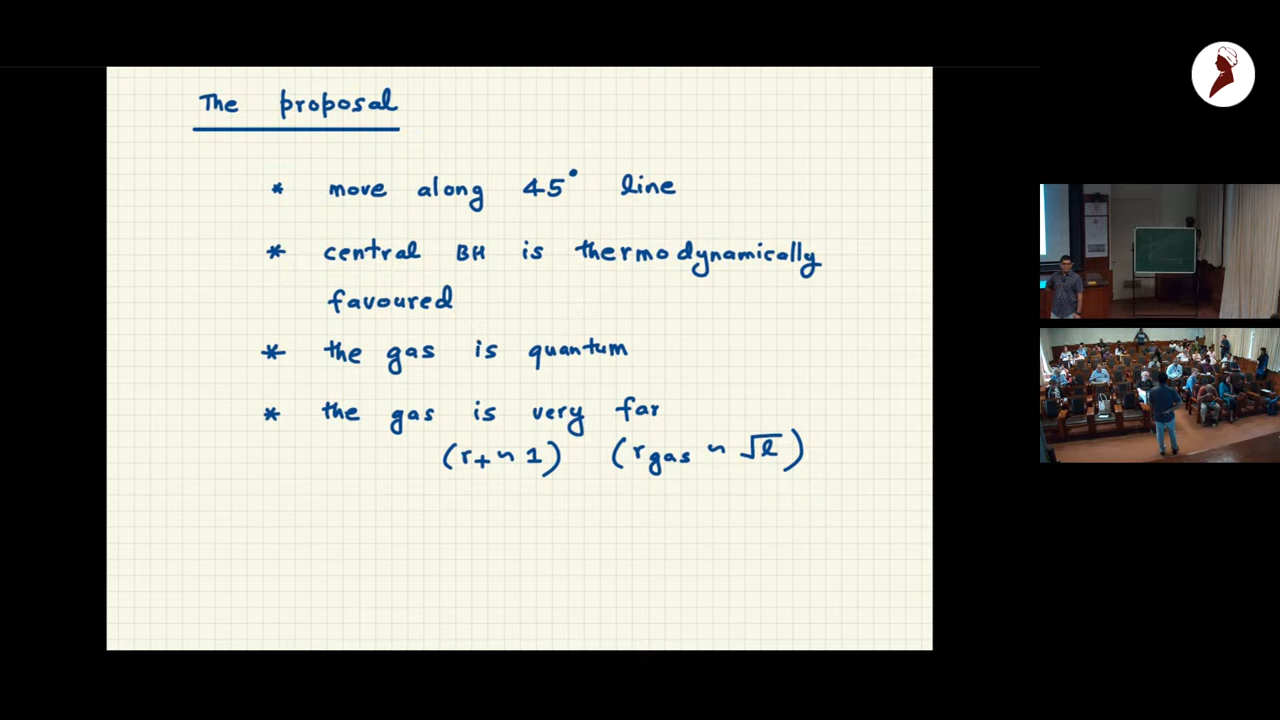 The proposal
* move along 45° line
* central BH is thermodynamically
favoured
* the gas is quantum
* the gas is very far
(r₊ ~ 1) (r_gas ~ √l)